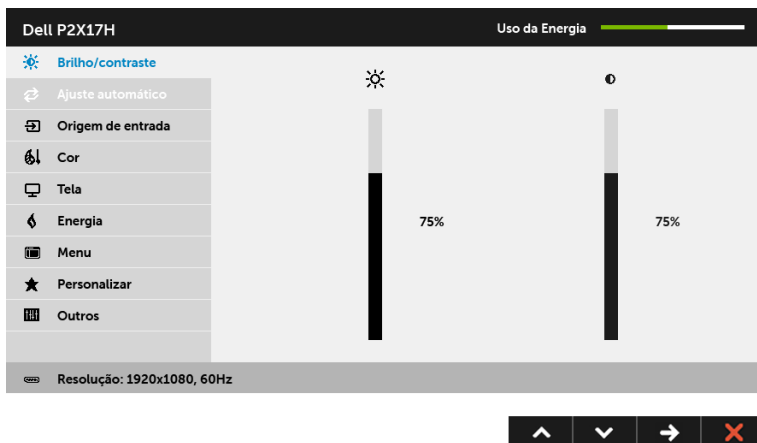 Dell P2X17H
Uso da Energia
Brilho/contraste
Ajuste automático
Origem de entrada
Cor
Tela
Energia
75%
75%
Menu
Personalizar
Outros
Resolução: 1920x1080, 60Hz